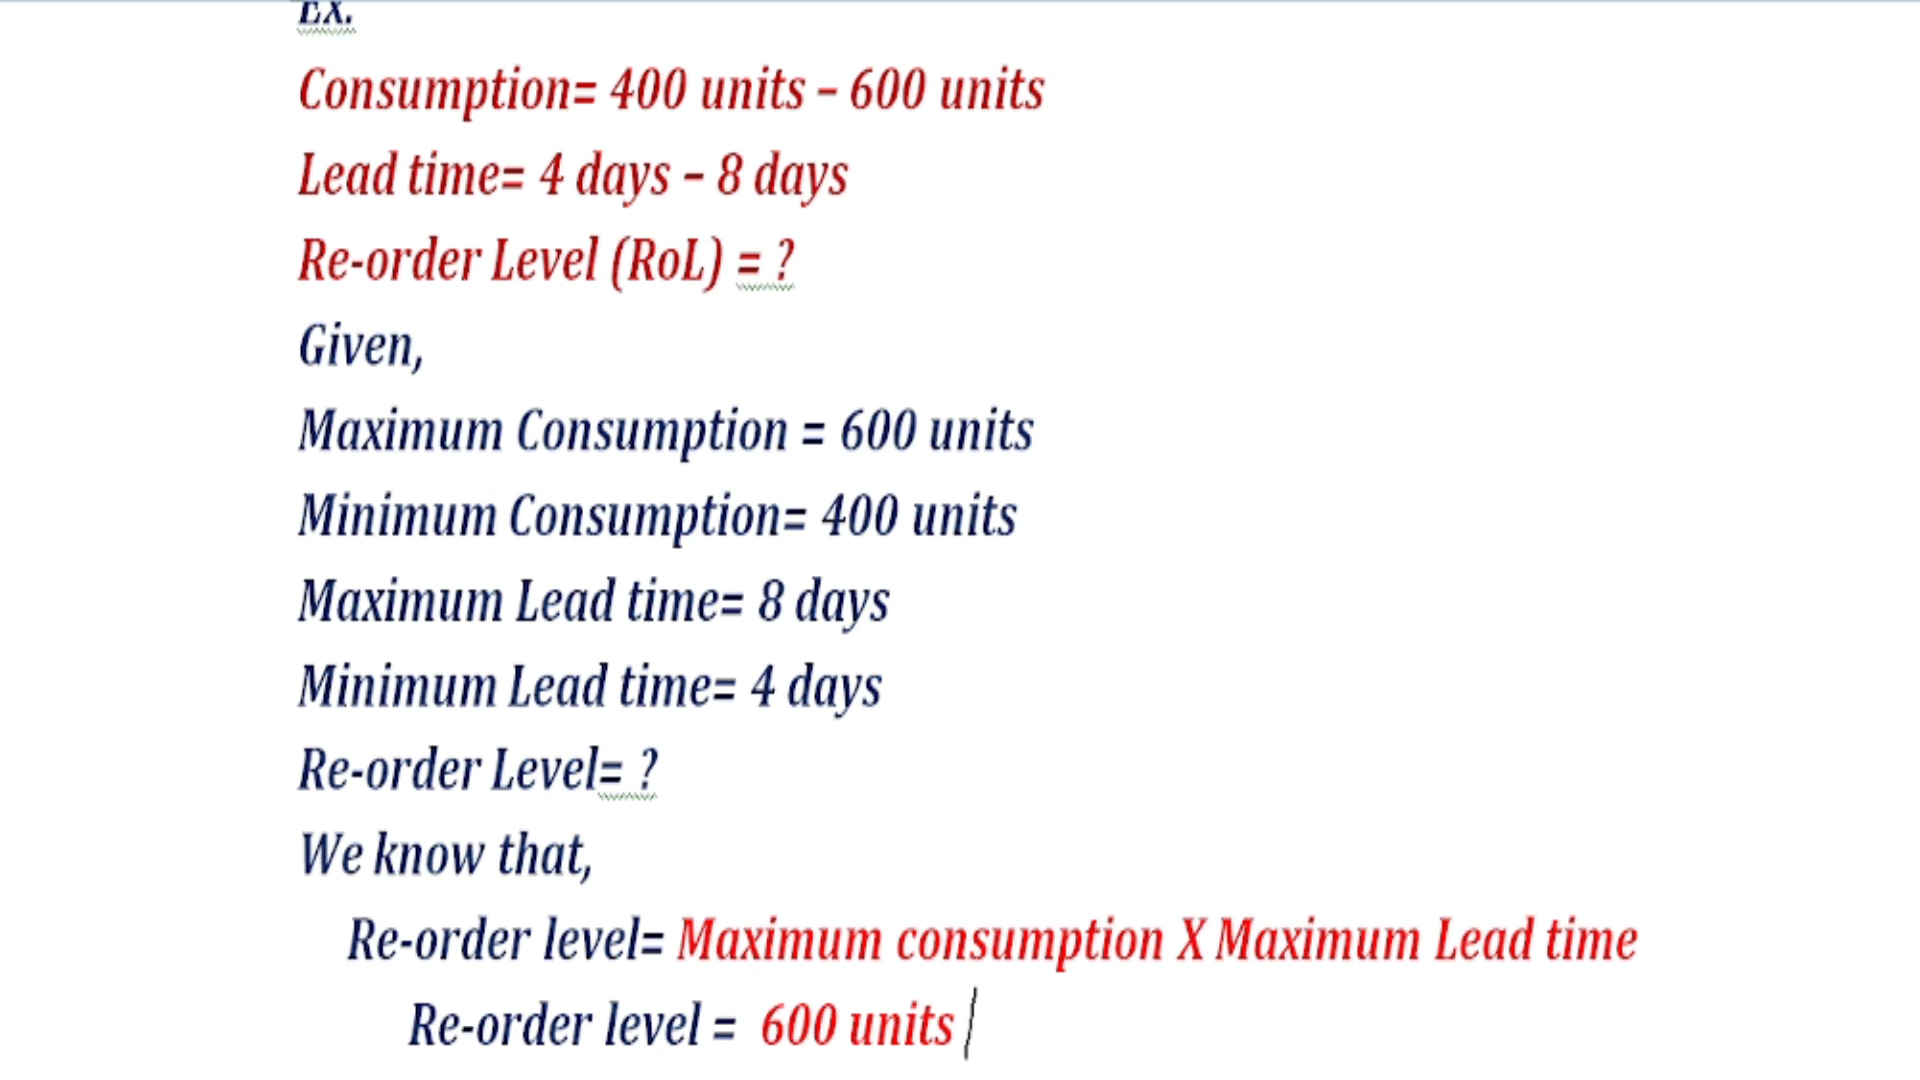 Ex.
Consumption= 400 units – 600 units
Lead time= 4 days – 8 days
Re-order Level (RoL) = ?
Given,
Maximum Consumption = 600 units
Minimum Consumption= 400 units
Maximum Lead time= 8 days
Minimum Lead time= 4 days
Re-order Level= ?
We know that,
Re-order level= Maximum consumption X Maximum Lead time
Re-order level = 600 units